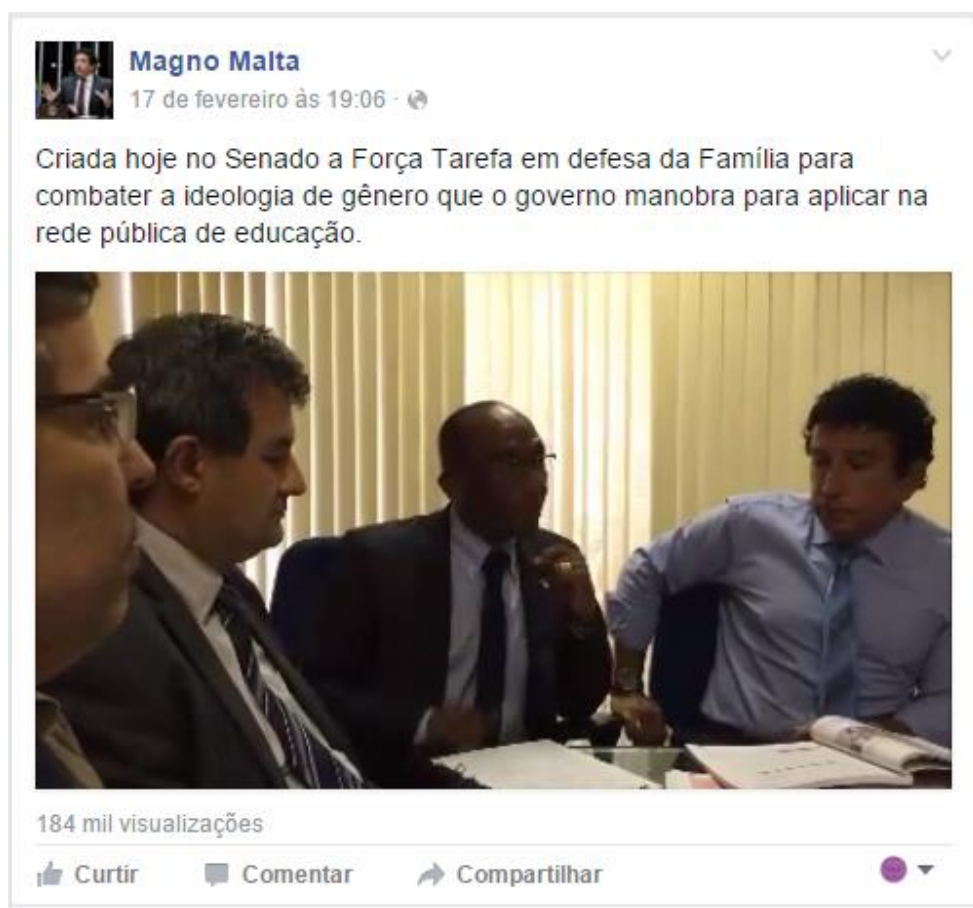 Magno Malta
17 de fevereiro às 19:06 ·
Criada hoje no Senado a Força Tarefa em defesa da Família para
combater a ideologia de gênero que o governo manobra para aplicar na
rede pública de educação.
184 mil visualizações
Curtir Comentar Compartilhar